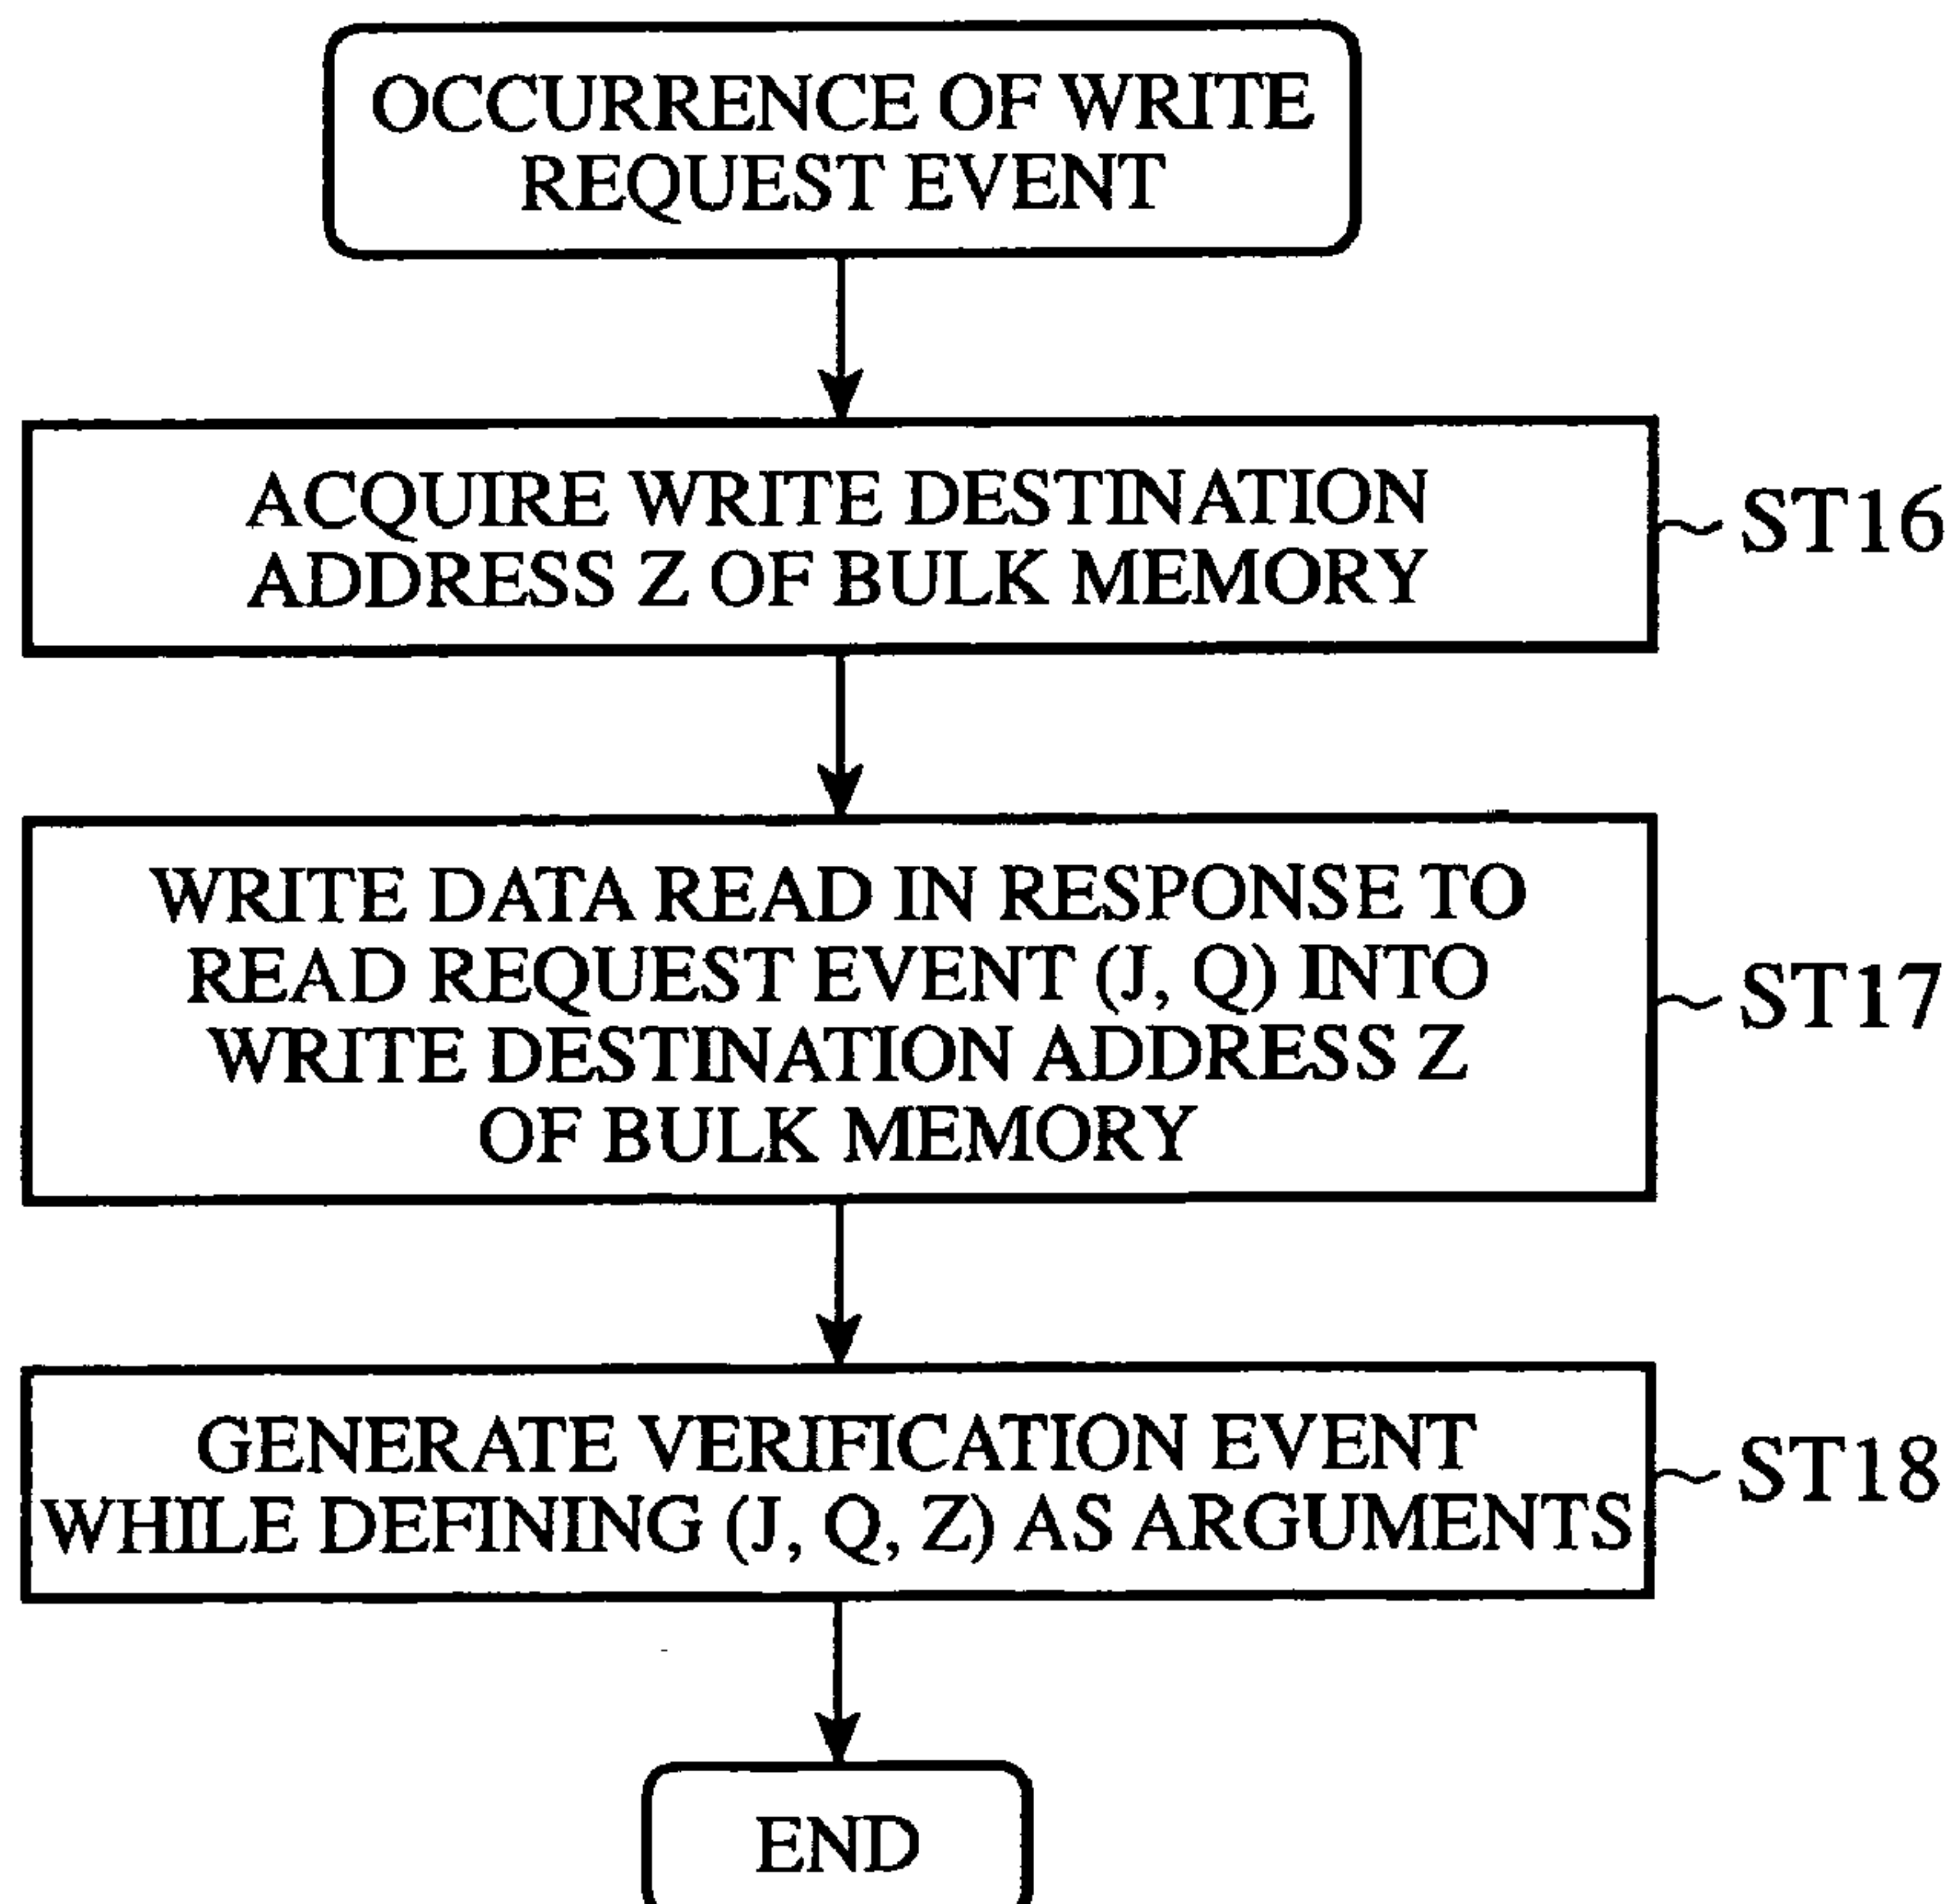 OCCURRENCE OF WRITE
REQUEST EVENT
ACQUIRE WRITE DESTINATION
ADDRESS Z OF BULK MEMORY
ST16
WRITE DATA READ IN RESPONSE TO
READ REQUEST EVENT (J, Q) INTO
WRITE DESTINATION ADDRESS Z
OF BULK MEMORY
ST17
GENERATE VERIFICATION EVENT
WHILE DEFINING (J, Q, Z) AS ARGUMENTS
ST18
END